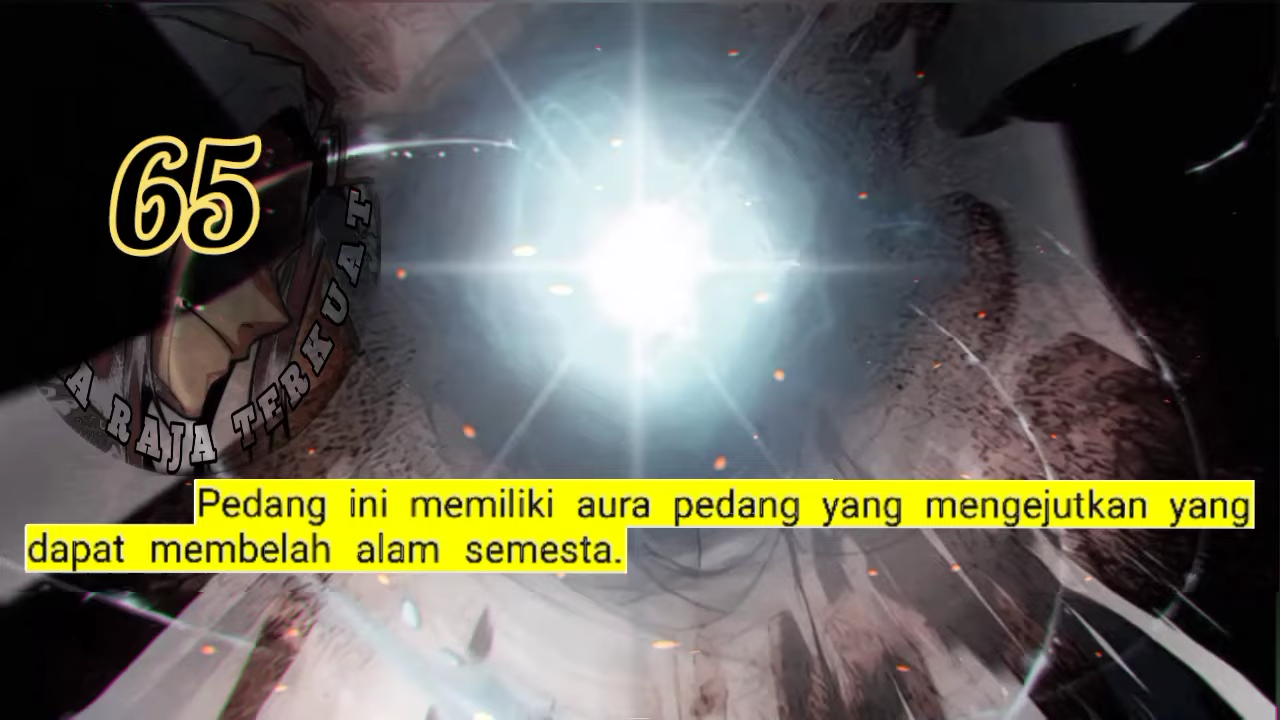 65
A RAJA TERKUAT
Pedang ini memiliki aura pedang yang mengejutkan yang
dapat membelah alam semesta.